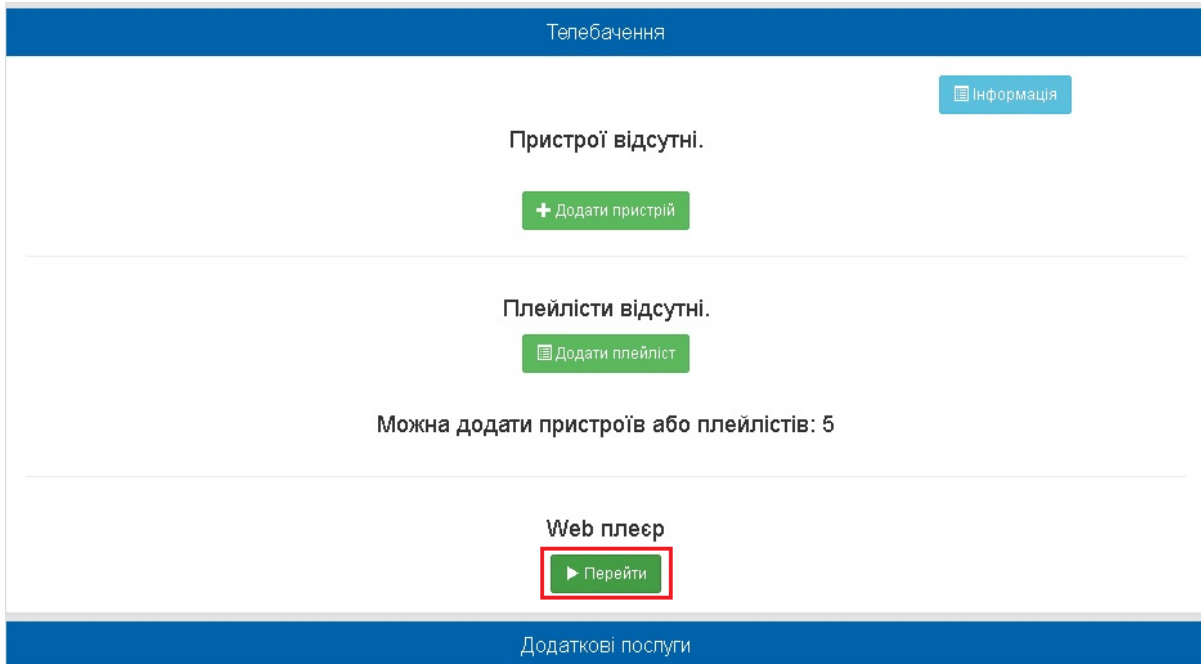 Телебачення
Інформація
Пристрої відсутні.
Додати пристрій
Плейлісти відсутні.
Додати плейліст
Можна додати пристроїв або плейлістів: 5
Web плеєр
Перейти
Додаткові послуги